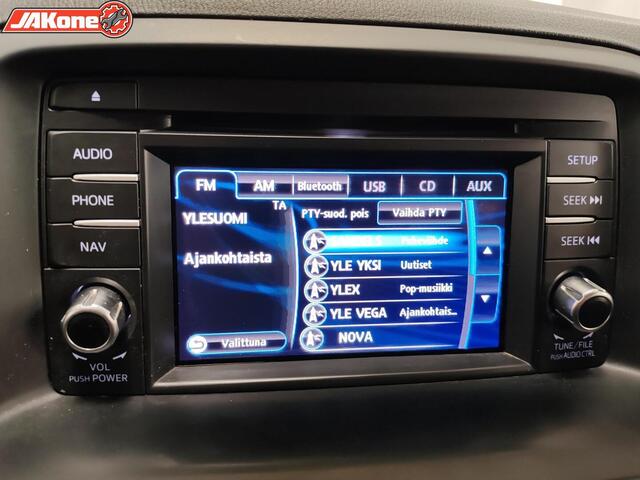 JAKone
AUDIO
PHONE
NAV
VOL
PUSH POWER
FM AM Bluetooth USB CD AUX
TA
YLESUOMI
Ajankohtaista
Valittuna
PTY-suod. pois Vaihda PTY
YLE YKSI Uutiset
YLEX Pop-musiikki
YLE VEGA Ajankohtais...
NOVA
SETUP
SEEK
SEEK
TUNE/FILE
PUSH AUDIO CTRL